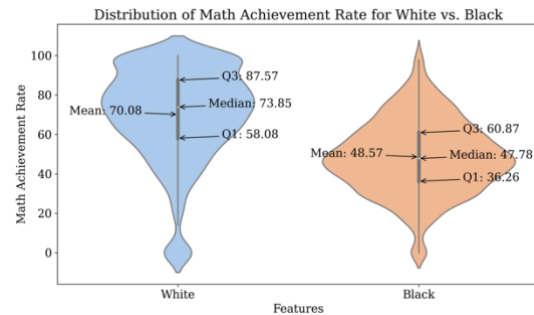 Distribution of Math Achievement Rate for White vs. Black
100
80
60
40
20
0
Math Achievement Rate
Q3: 87.57
Median: 73.85
Mean: 70.08
Q1: 58.08
Q3: 60.87
Mean: 48.57
Median: 47.78
Q1: 36.26
White
Black
Features